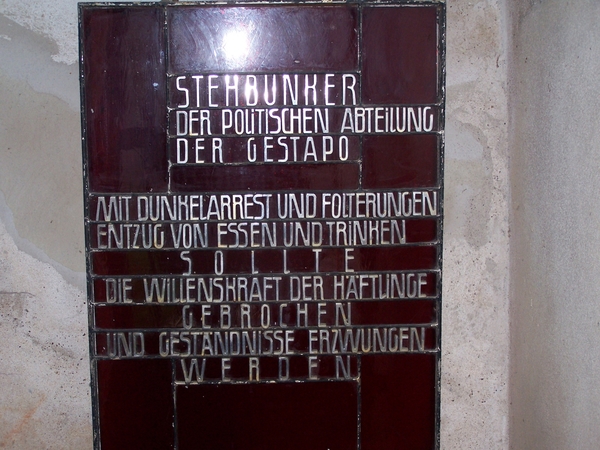 STEHBUNKER
DER POLITISCHEN ABTEILUNG
DER GESTAPO
MIT DUNKELARREST UND FOLTERUNGEN
ENTZUG VON ESSEN UND TRINKEN
SOLLTE
DIE WILLENSKRAFT DER HÄFTLINGE
GEBROCHEN
UND GESTÄNDNISSE ERZWUNGEN
WERDEN